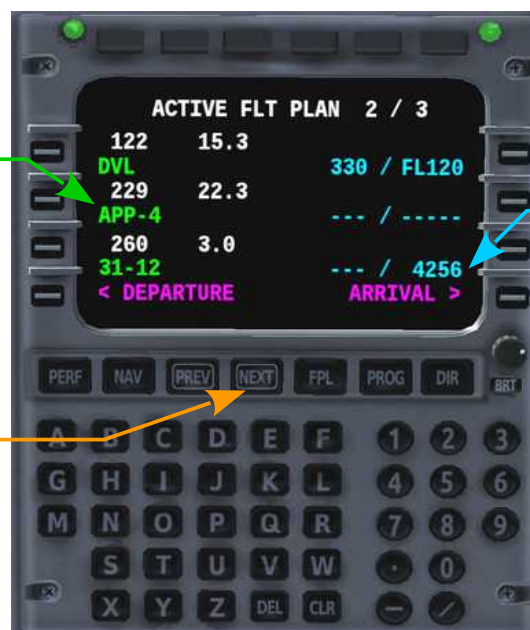 ACTIVE FLT PLAN 2 / 3
122 15.3
DVL 330 / FL120
229 22.3
APP-4 --- / -----
260 3.0
31-12 --- / 4256
< DEPARTURE ARRIVAL >
PERF NAV PREV NEXT FPL PROG DIR BRT
A B C D E F 1 2 3
G H I J K L 4 5 6
M N O P Q R 7 8 9
S T U V W . 0
X Y Z DEL CLR - /